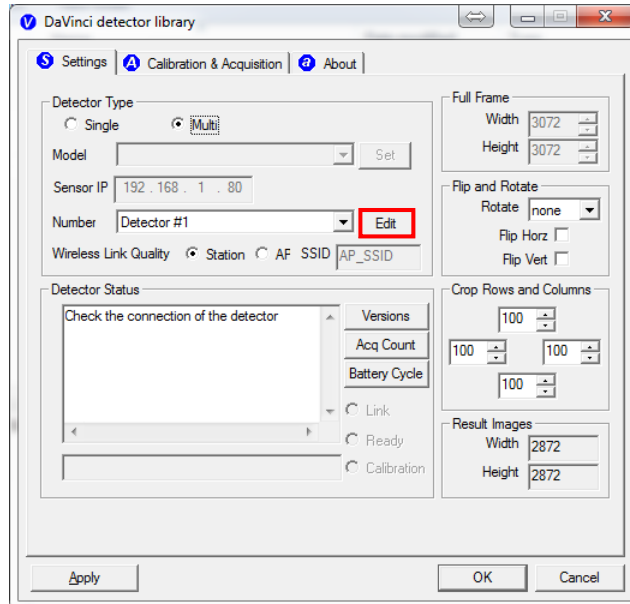 DaVinci detector library
Settings Calibration & Acquisition About
Detector Type
Single Multi
Model Set
Sensor IP 192 . 168 . 1 . 80
Number Detector #1 Edit
Wireless Link Quality Station AF SSID AP_SSID
Detector Status
Check the connection of the detector
Versions
Acq Count
Battery Cycle
Link
Ready
Calibration
Full Frame
Width 3072
Height 3072
Flip and Rotate
Rotate none
Flip Horz
Flip Vert
Crop Rows and Columns
100
100 100
100
Result Images
Width 2872
Height 2872
Apply OK Cancel